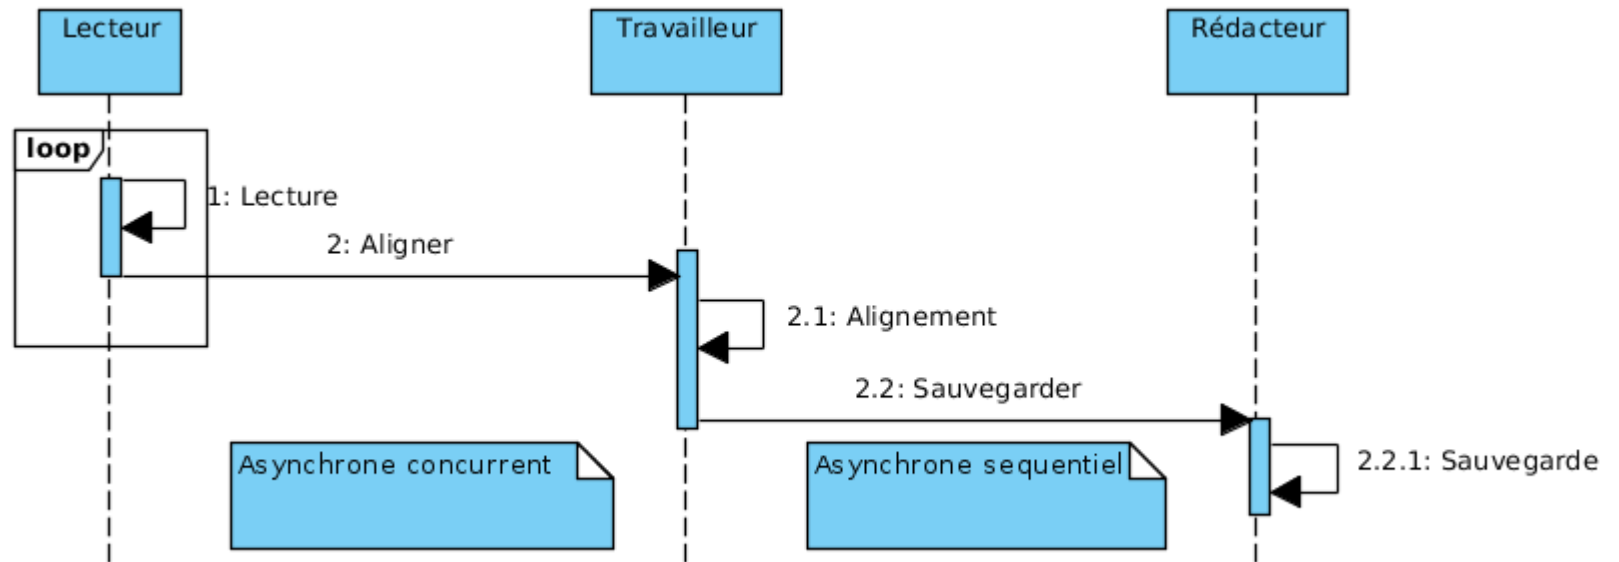 Lecteur
Travailleur
Rédacteur
loop
1: Lecture
2: Aligner
2.1: Alignement
2.2: Sauvegarder
Asynchrone concurrent
Asynchrone sequentiel
2.2.1: Sauvegarde